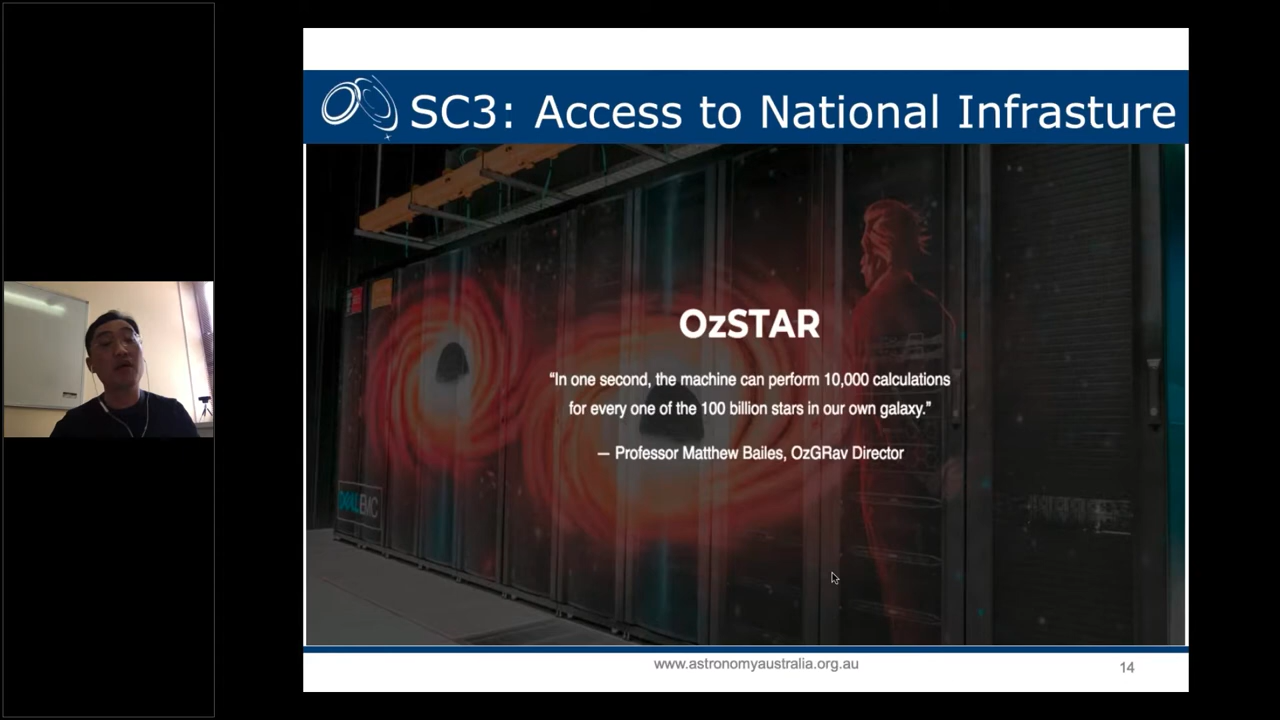 SC3: Access to National Infrasture
OzSTAR
“In one second, the machine can perform 10,000 calculations
for every one of the 100 billion stars in our own galaxy.”
— Professor Matthew Bailes, OzGRav Director
DELL EMC
www.astronomyaustralia.org.au
14